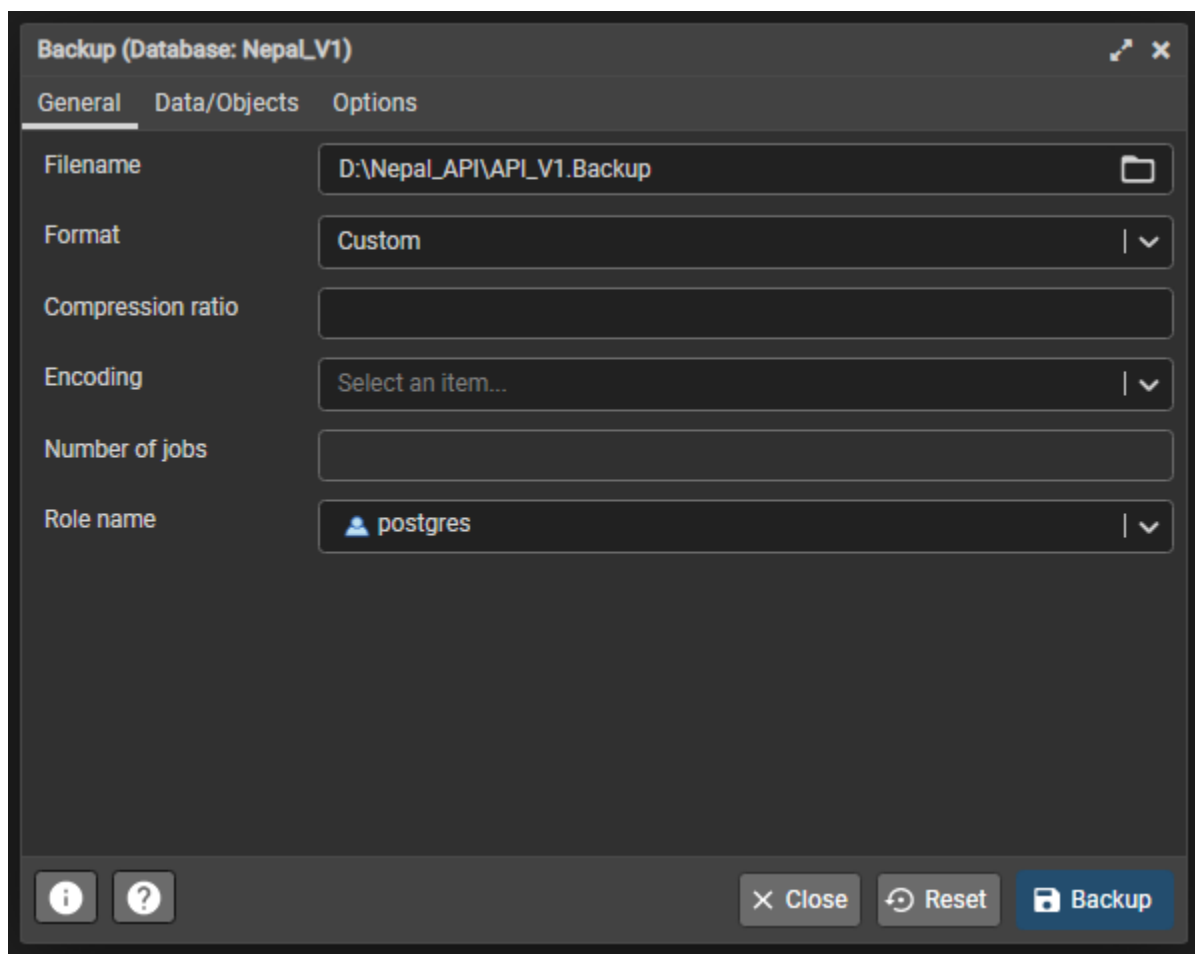 Backup (Database: Nepal_V1)
General Data/Objects Options
Filename D:\Nepal_API\API_V1.Backup
Format Custom
Compression ratio
Encoding Select an item...
Number of jobs
Role name postgres
Close Reset Backup